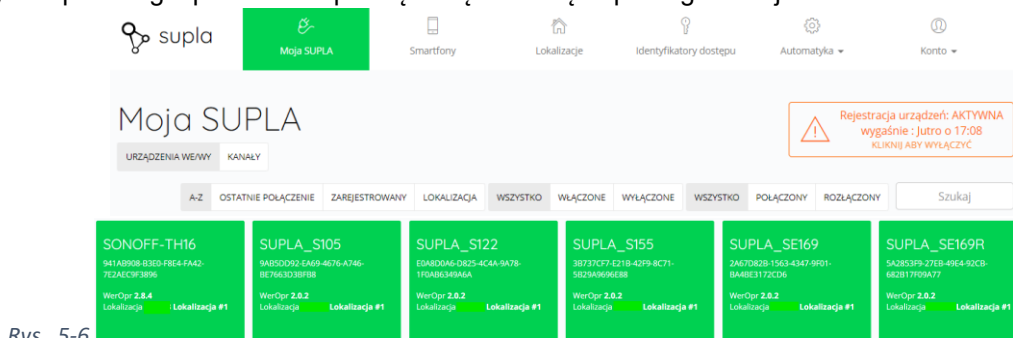 supla
Moja SUPLA
Smartfony
Lokalizacje
Identyfikatory dostępu
Automatyka
Konto
Moja SUPLA
Rejestracja urządzeń: AKTYWNA
wygaśnie : Jutro o 17:08
KLIKNIJ ABY WYŁĄCZYĆ
URZĄDZENIA WE/WY KANAŁY
A-Z OSTATNIE POŁĄCZENIE ZAREJESTROWANY LOKALIZACJA WSZYSTKO WŁĄCZONE WYŁĄCZONE WSZYSTKO POŁĄCZONY ROZŁĄCZONY Szukaj
SONOFF-TH16
941AB908-B3E0-F8E4-FA42-
7E2AEC9F3896
WerOpr 2.8.4
Lokalizacja Lokalizacja #1
SUPLA_S105
9AB5DD92-EA69-4676-A746-
BE7663D3BFB8
WerOpr 2.0.2
Lokalizacja Lokalizacja #1
SUPLA_S122
E0A8D0A6-D825-4C4A-9A78-
1F0AB6349A6A
WerOpr 2.0.2
Lokalizacja Lokalizacja #1
SUPLA_S155
3B737CF7-E21B-42F9-8C71-
5B29A9696E88
WerOpr 2.0.2
Lokalizacja Lokalizacja #1
SUPLA_SE169
2A67D82B-1563-4347-9F01-
BA4BE3172CD6
WerOpr 2.0.2
Lokalizacja Lokalizacja #1
SUPLA_SE169R
5A2853F9-27EB-49E4-92CB-
682B17F09A77
WerOpr 2.0.2
Lokalizacja Lokalizacja #1
Rys. 5-6